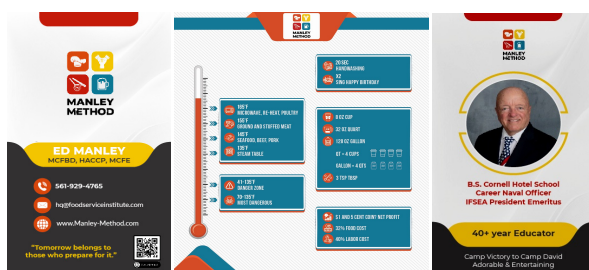 MANLEY
METHOD
ED MANLEY
MCFBD, HACCP, MCFE
561-929-4765
hq@foodserviceinstitute.com
www.Manley-Method.com
"Tomorrow belongs to
those who prepare for it."
MANLEY
METHOD
20 SEC
HANDWASHING
X2
SING HAPPY BIRTHDAY
165°F
MICROWAVE, RE-HEAT, POULTRY
155°F
GROUND AND STUFFED MEAT
145°F
SEAFOOD, BEEF, PORK
135°F
STEAM TABLE
41-135°F
DANGER ZONE
70-135°F
MOST DANGEROUS
8 OZ CUP
32 OZ QUART
128 OZ GALLON
QT = 4 CUPS
GALLON = 4 QTS
3 TSP TBSP
$1 AND 5 CENT CONT NET PROFIT
32% FOOD COST
40% LABOR COST
MANLEY
METHOD
B.S. Cornell Hotel School
Career Naval Officer
IFSEA President Emeritus
40+ year Educator
Camp Victory to Camp David
Adorable & Entertaining